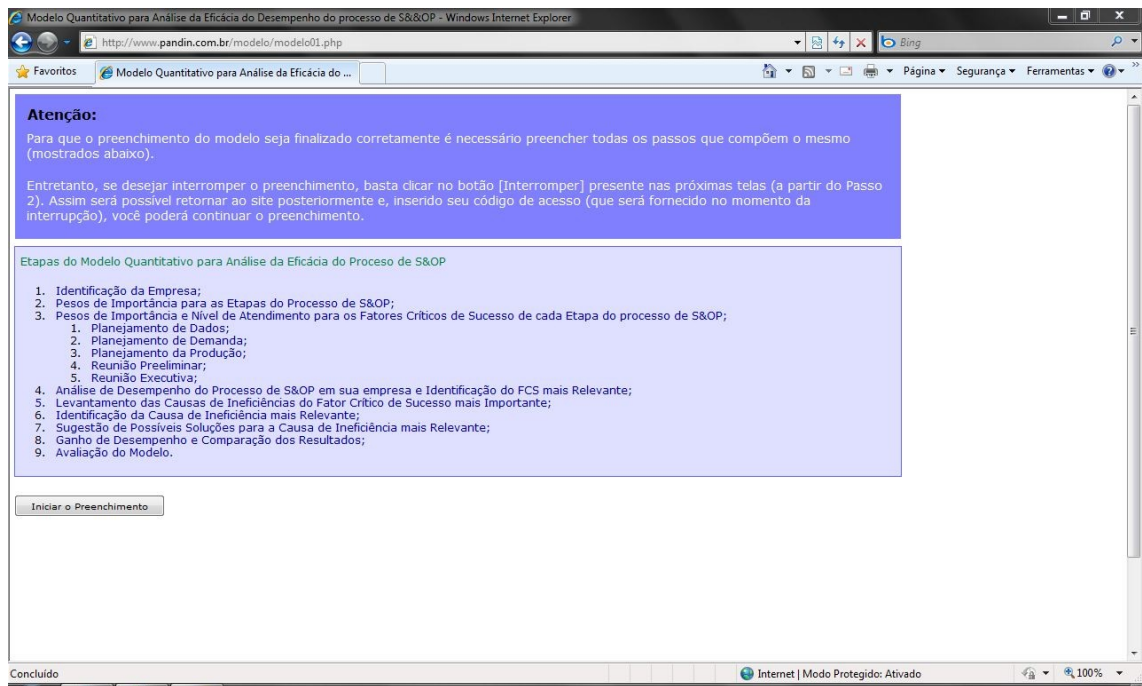 Modelo Quantitativo para Análise da Eficácia do Desempenho do processo de S&&OP - Windows Internet Explorer
http://www.pandin.com.br/modelo/modelo01.php
Bing
Favoritos
Modelo Quantitativo para Análise da Eficácia do ...
Página
Segurança
Ferramentas
Atenção:
Para que o preenchimento do modelo seja finalizado corretamente é necessário preencher todas os passos que compõem o mesmo
(mostrados abaixo).
Entretanto, se desejar interromper o preenchimento, basta clicar no botão [Interromper] presente nas próximas telas (a partir do Passo
2). Assim será possível retornar ao site posteriormente e, inserido seu código de acesso (que será fornecido no momento da
interrupção), você poderá continuar o preenchimento.
Etapas do Modelo Quantitativo para Análise da Eficácia do Proceso de S&OP
1. Identificação da Empresa;
2. Pesos de Importância para as Etapas do Processo de S&OP;
3. Pesos de Importância e Nível de Atendimento para os Fatores Críticos de Sucesso de cada Etapa do processo de S&OP;
1. Planejamento de Dados;
2. Planejamento de Demanda;
3. Planejamento da Produção;
4. Reunião Preeliminar;
5. Reunião Executiva;
4. Análise de Desempenho do Processo de S&OP em sua empresa e Identificação do FCS mais Relevante;
5. Levantamento das Causas de Ineficiências do Fator Crítico de Sucesso mais Importante;
6. Identificação da Causa de Ineficiência mais Relevante;
7. Sugestão de Possíveis Soluções para a Causa de Ineficiência mais Relevante;
8. Ganho de Desempenho e Comparação dos Resultados;
9. Avaliação do Modelo.
Iniciar o Preenchimento
Concluído
Internet | Modo Protegido: Ativado
100%